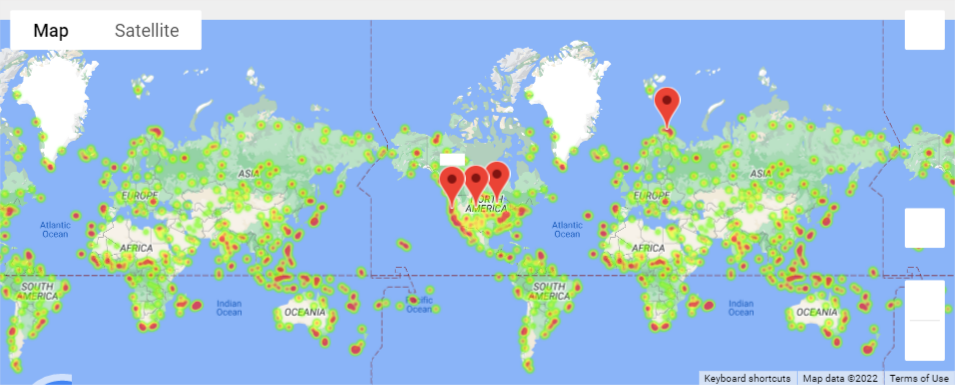 Map
Satellite
ASIA
ASIA
EUROPE
EUROPE
NORTH
AMERICA
Atlantic
Ocean
Atlantic
Ocean
AFRICA
AFRICA
SOUTH
AMERICA
SOUTH
AMERICA
Indian
Ocean
OCEANIA
Pacific
Ocean
Indian
Ocean
OCEANIA
Keyboard shortcuts
Map data ©2022
Terms of Use